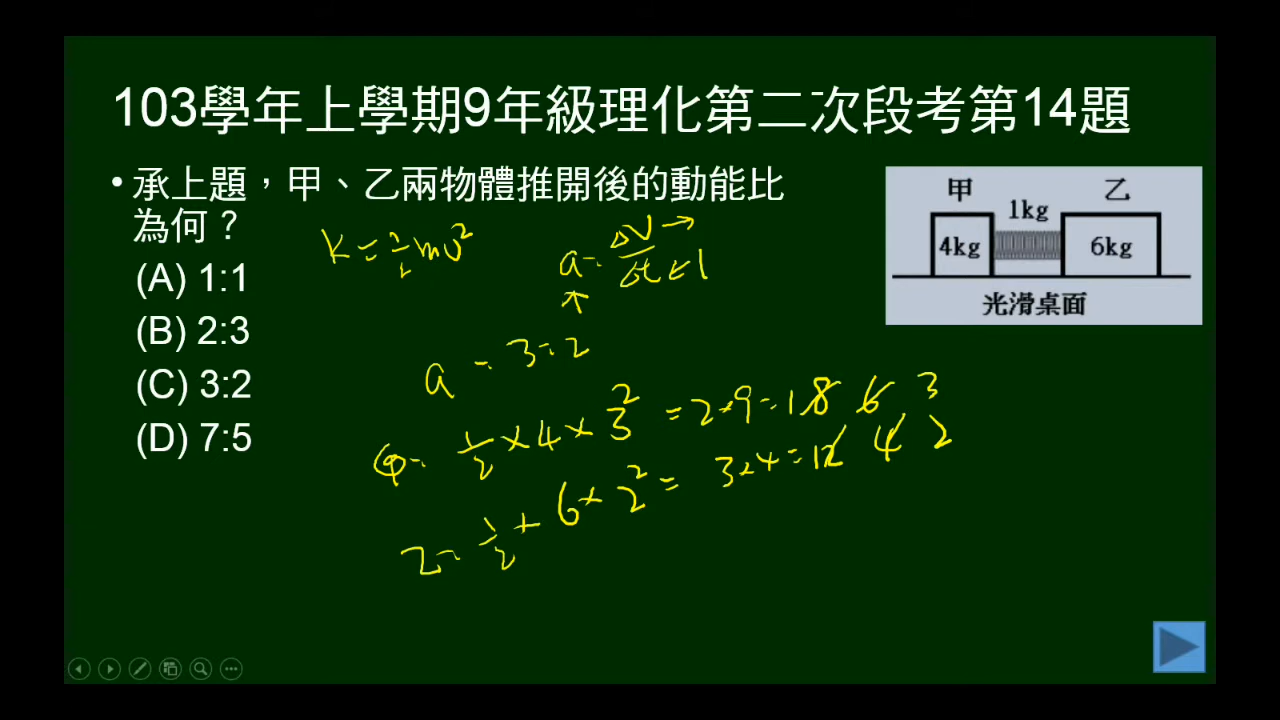 103學年上學期9年級理化第二次段考第14題
• 承上題，甲、乙兩物體推開後的動能比
為何？
(A) 1:1
(B) 2:3
(C) 3:2
(D) 7:5
甲 乙
1kg
4kg 6kg
光滑桌面
K = ½mv²
a = Δv/Δt → ← 1
↑
a = 3 : 2
甲 = ½ × 4 × 3² = 2 × 9 = 18 6 3
乙 = ½ × 6 × 2² = 3 × 4 = 12 4 2